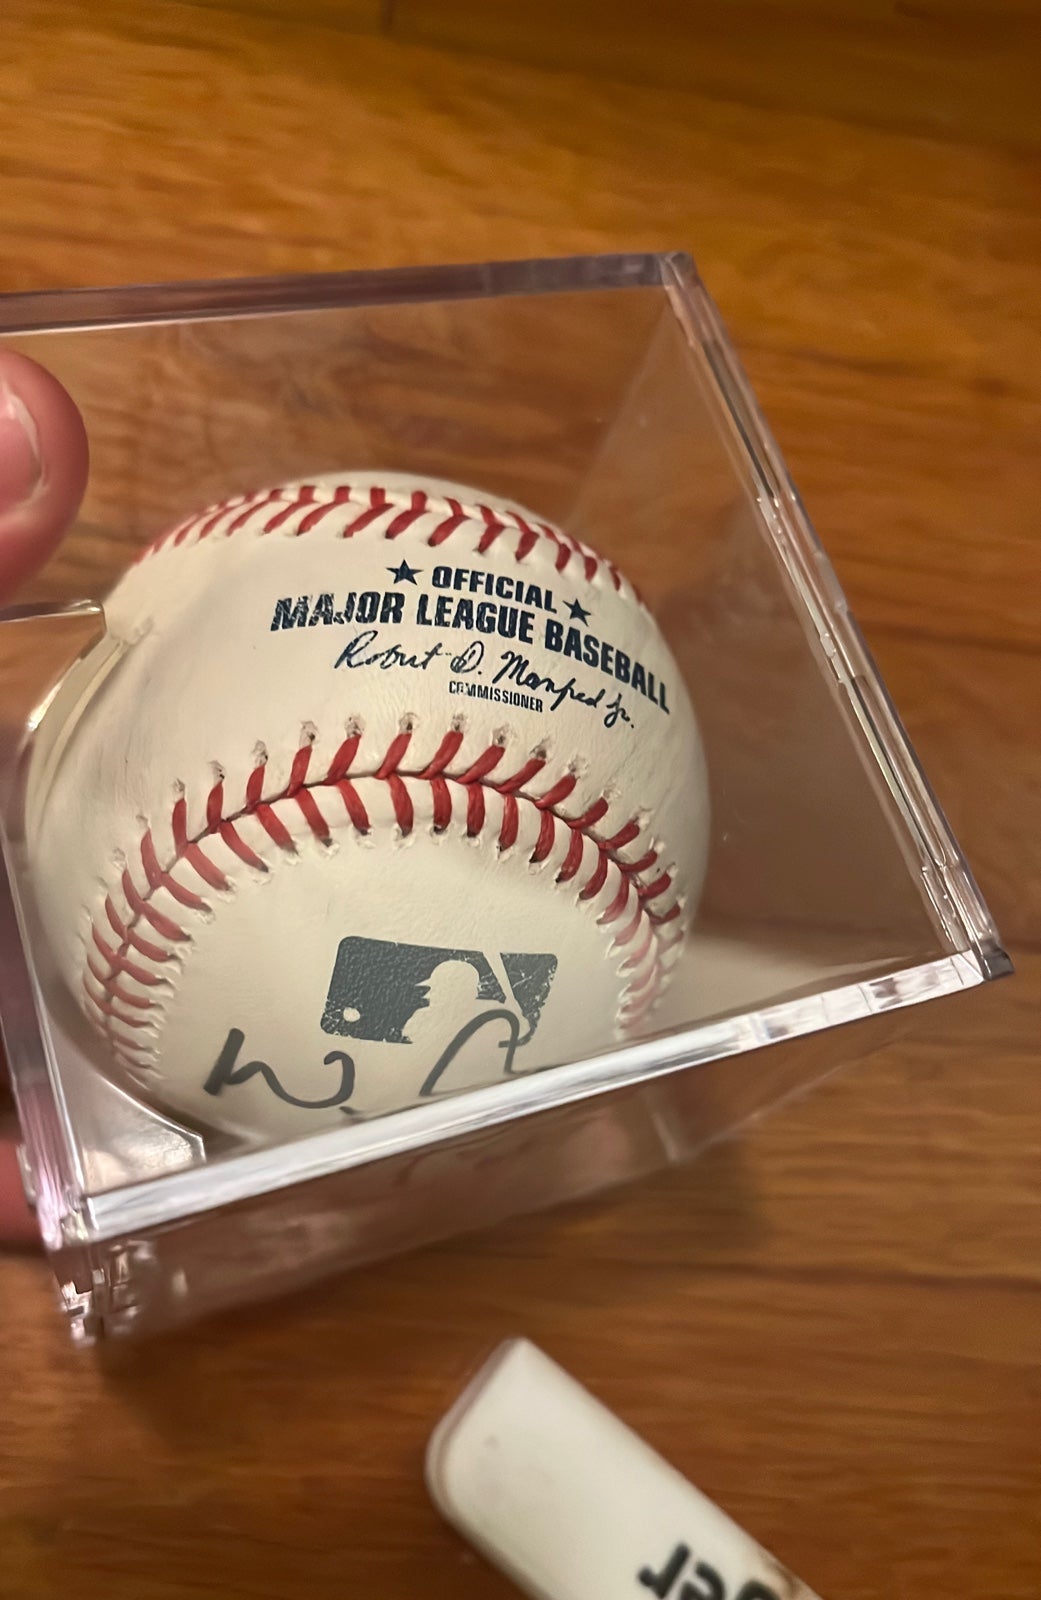 ★ OFFICIAL ★
MAJOR LEAGUE BASEBALL
Robert D. Manfred Jr.
COMMISSIONER